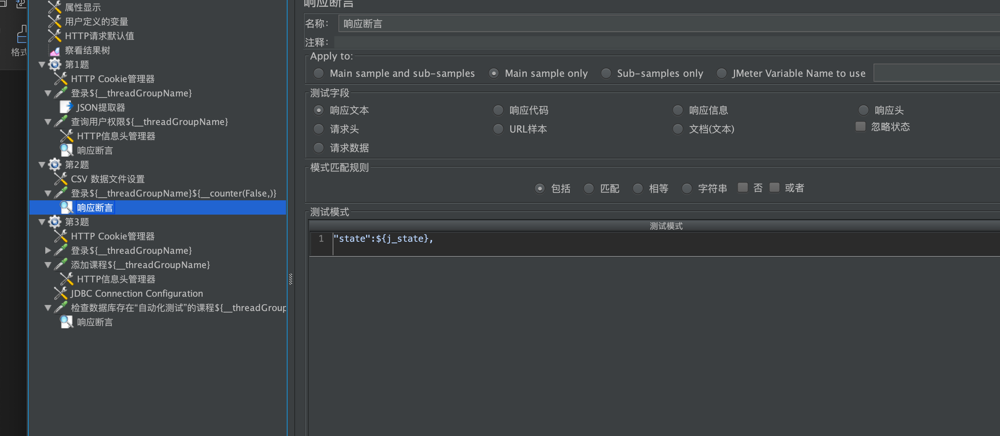 格式
属性显示
用户定义的变量
HTTP请求默认值
察看结果树
第1题
HTTP Cookie管理器
登录${__threadGroupName}
JSON提取器
查询用户权限${__threadGroupName}
HTTP信息头管理器
响应断言
第2题
CSV 数据文件设置
登录${__threadGroupName}${__counter(False,)}
响应断言
第3题
HTTP Cookie管理器
登录${__threadGroupName}
添加课程${__threadGroupName}
HTTP信息头管理器
JDBC Connection Configuration
检查数据库存在“自动化测试”的课程${__threadGroup
响应断言
响应断言
名称： 响应断言
注释：
Apply to:
Main sample and sub-samples Main sample only Sub-samples only JMeter Variable Name to use
测试字段
响应文本 响应代码 响应信息 响应头
请求头 URL样本 文档(文本) 忽略状态
请求数据
模式匹配规则
包括 匹配 相等 字符串 否 或者
测试模式
测试模式
1 "state":${j_state},